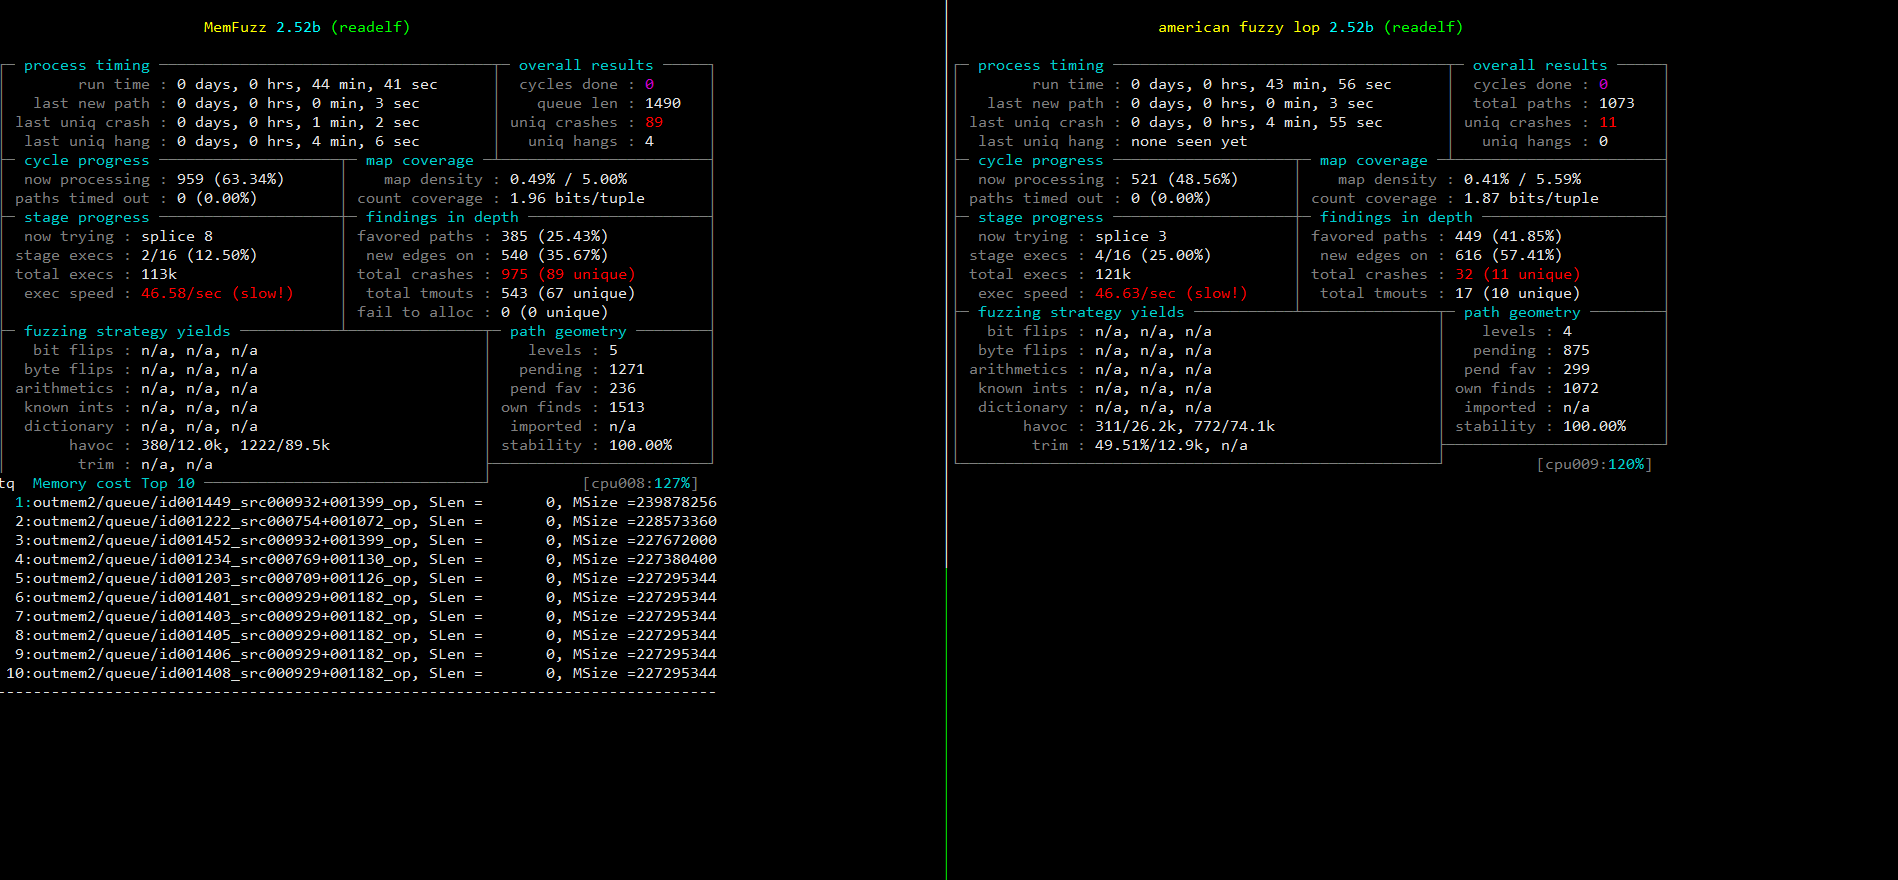 MemFuzz 2.52b (readelf)
process timing
run time : 0 days, 0 hrs, 44 min, 41 sec
last new path : 0 days, 0 hrs, 0 min, 3 sec
last uniq crash : 0 days, 0 hrs, 1 min, 2 sec
last uniq hang : 0 days, 0 hrs, 4 min, 6 sec
overall results
cycles done : 0
queue len : 1490
uniq crashes : 89
uniq hangs : 4
cycle progress
now processing : 959 (63.34%)
paths timed out : 0 (0.00%)
map coverage
map density : 0.49% / 5.00%
count coverage : 1.96 bits/tuple
stage progress
now trying : splice 8
stage execs : 2/16 (12.50%)
total execs : 113k
exec speed : 46.58/sec (slow!)
findings in depth
favored paths : 385 (25.43%)
new edges on : 540 (35.67%)
total crashes : 975 (89 unique)
total tmouts : 543 (67 unique)
fail to alloc : 0 (0 unique)
fuzzing strategy yields
bit flips : n/a, n/a, n/a
byte flips : n/a, n/a, n/a
arithmetics : n/a, n/a, n/a
known ints : n/a, n/a, n/a
dictionary : n/a, n/a, n/a
havoc : 380/12.0k, 1222/89.5k
trim : n/a, n/a
path geometry
levels : 5
pending : 1271
pend fav : 236
own finds : 1513
imported : n/a
stability : 100.00%
tq Memory cost Top 10
[cpu008:127%]
1:outmem2/queue/id001449_src000932+001399_op, SLen = 0, MSize =239878256
2:outmem2/queue/id001222_src000754+001072_op, SLen = 0, MSize =228573360
3:outmem2/queue/id001452_src000932+001399_op, SLen = 0, MSize =227672000
4:outmem2/queue/id001234_src000769+001130_op, SLen = 0, MSize =227380400
5:outmem2/queue/id001203_src000709+001126_op, SLen = 0, MSize =227295344
6:outmem2/queue/id001401_src000929+001182_op, SLen = 0, MSize =227295344
7:outmem2/queue/id001403_src000929+001182_op, SLen = 0, MSize =227295344
8:outmem2/queue/id001405_src000929+001182_op, SLen = 0, MSize =227295344
9:outmem2/queue/id001406_src000929+001182_op, SLen = 0, MSize =227295344
10:outmem2/queue/id001408_src000929+001182_op, SLen = 0, MSize =227295344
--------------------------------------------------------------------------------
american fuzzy lop 2.52b (readelf)
process timing
run time : 0 days, 0 hrs, 43 min, 56 sec
last new path : 0 days, 0 hrs, 0 min, 3 sec
last uniq crash : 0 days, 0 hrs, 4 min, 55 sec
last uniq hang : none seen yet
overall results
cycles done : 0
total paths : 1073
uniq crashes : 11
uniq hangs : 0
cycle progress
now processing : 521 (48.56%)
paths timed out : 0 (0.00%)
map coverage
map density : 0.41% / 5.59%
count coverage : 1.87 bits/tuple
stage progress
now trying : splice 3
stage execs : 4/16 (25.00%)
total execs : 121k
exec speed : 46.63/sec (slow!)
findings in depth
favored paths : 449 (41.85%)
new edges on : 616 (57.41%)
total crashes : 32 (11 unique)
total tmouts : 17 (10 unique)
fuzzing strategy yields
bit flips : n/a, n/a, n/a
byte flips : n/a, n/a, n/a
arithmetics : n/a, n/a, n/a
known ints : n/a, n/a, n/a
dictionary : n/a, n/a, n/a
havoc : 311/26.2k, 772/74.1k
trim : 49.51%/12.9k, n/a
path geometry
levels : 4
pending : 875
pend fav : 299
own finds : 1072
imported : n/a
stability : 100.00%
[cpu009:120%]